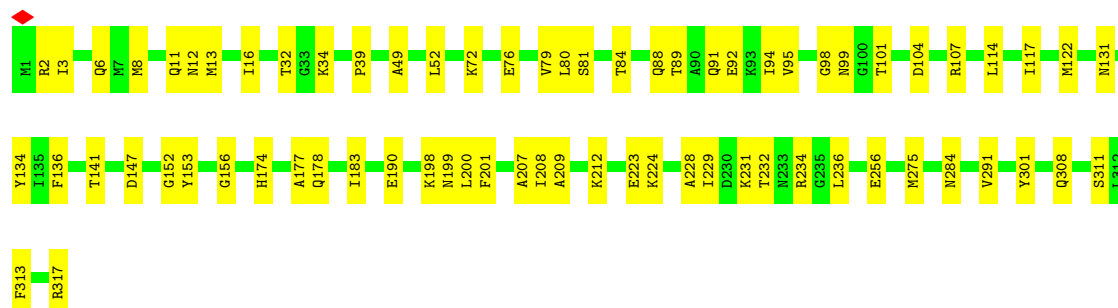 M1 R2 I3 Q6 M7 M8 Q11 N12 M13 I16 T32 G33 K34 P39 A49 L52 K72 E76 V79 L80 S81 T84 Q88 T89 A90 Q91 E92 K93 I94 V95 G98 N99 G100 T101 D104 R107 L114 I117 M122 N131
Y134 I135 F136 T141 D147 G152 Y153 G156 H174 A177 Q178 I183 E190 K198 N199 L200 F201 A207 I208 A209 K212 E223 K224 A228 I229 D230 K231 T232 N233 R234 G235 L236 E256 M275 N284 V291 Y301 Q308 S311
F313 R317